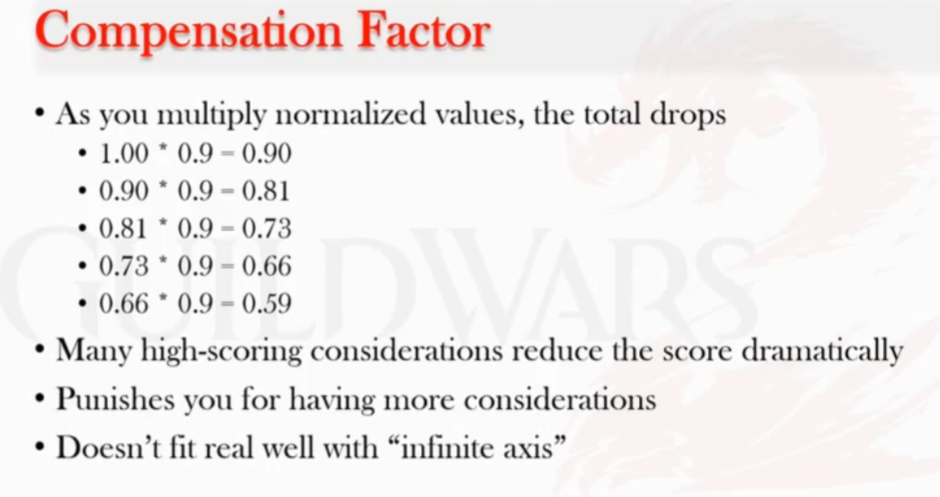 Compensation Factor
• As you multiply normalized values, the total drops
• 1.00 * 0.9 = 0.90
• 0.90 * 0.9 = 0.81
• 0.81 * 0.9 = 0.73
• 0.73 * 0.9 = 0.66
• 0.66 * 0.9 = 0.59
GUILDWARS
• Many high-scoring considerations reduce the score dramatically
• Punishes you for having more considerations
• Doesn’t fit real well with “infinite axis”